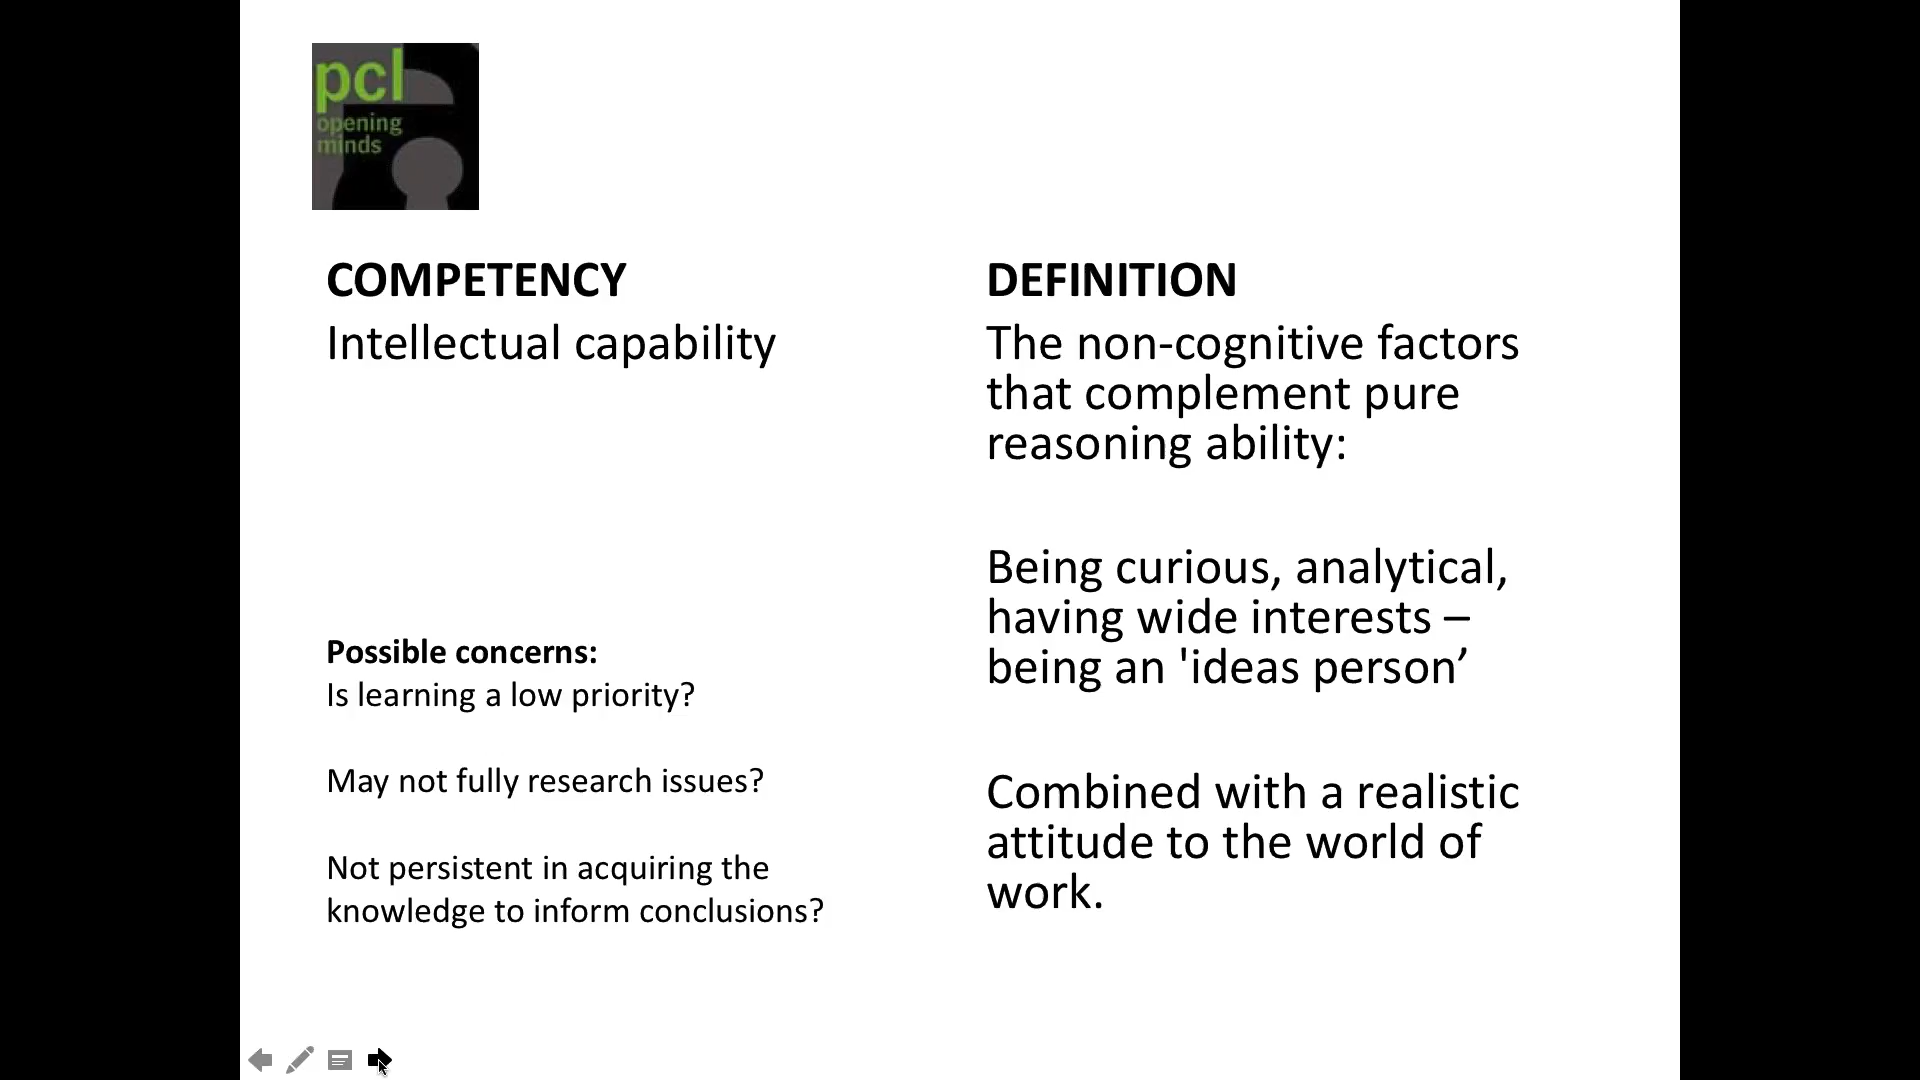 pcl
opening
minds
COMPETENCY
Intellectual capability
Possible concerns:
Is learning a low priority?
May not fully research issues?
Not persistent in acquiring the
knowledge to inform conclusions?
DEFINITION
The non-cognitive factors
that complement pure
reasoning ability:
Being curious, analytical,
having wide interests –
being an 'ideas person’
Combined with a realistic
attitude to the world of
work.